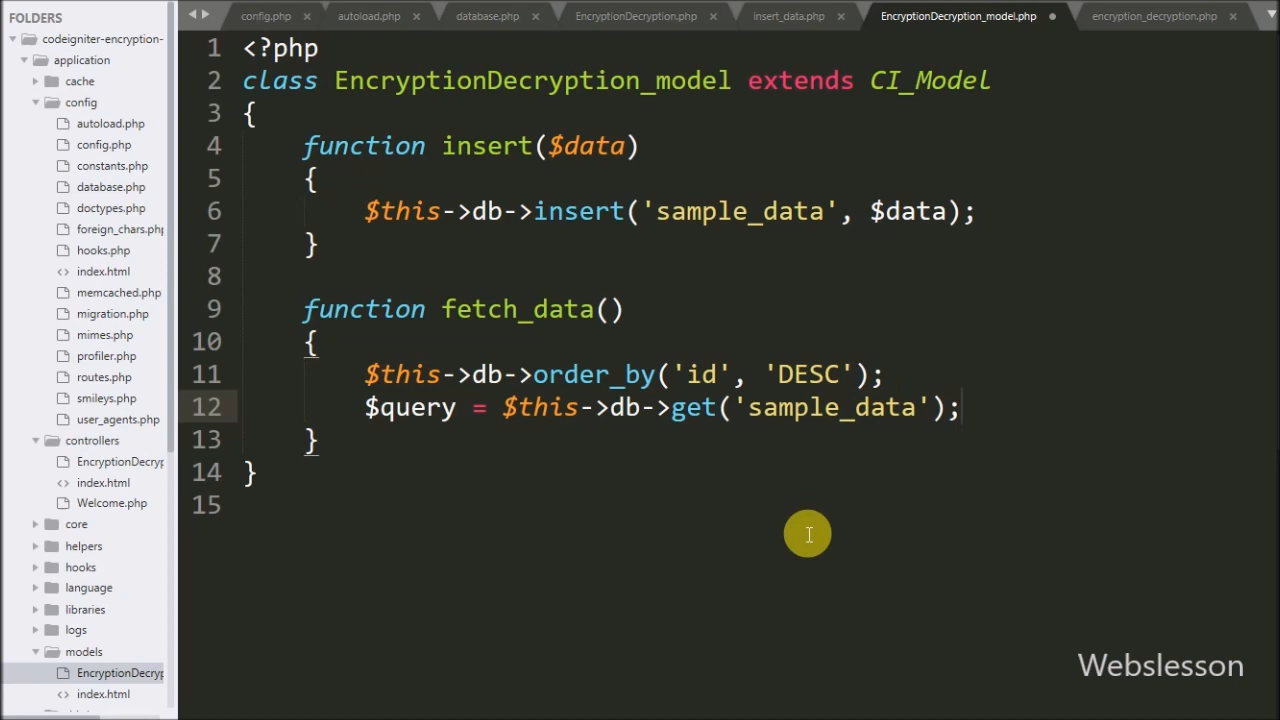 FOLDERS
codeigniter-encryption-
application
cache
config
autoload.php
config.php
constants.php
database.php
doctypes.php
foreign_chars.php
hooks.php
index.html
memcached.php
migration.php
mimes.php
profiler.php
routes.php
smileys.php
user_agents.php
controllers
EncryptionDecryp
index.html
Welcome.php
core
helpers
hooks
language
libraries
logs
models
EncryptionDecryp
index.html
config.php
autoload.php
database.php
EncryptionDecryption.php
insert_data.php
EncryptionDecryption_model.php
encryption_decryption.php
1 <?php
2 class EncryptionDecryption_model extends CI_Model
3 {
4 function insert($data)
5 {
6 $this->db->insert('sample_data', $data);
7 }
8
9 function fetch_data()
10 {
11 $this->db->order_by('id', 'DESC');
12 $query = $this->db->get('sample_data');
13 }
14 }
15
Webslesson